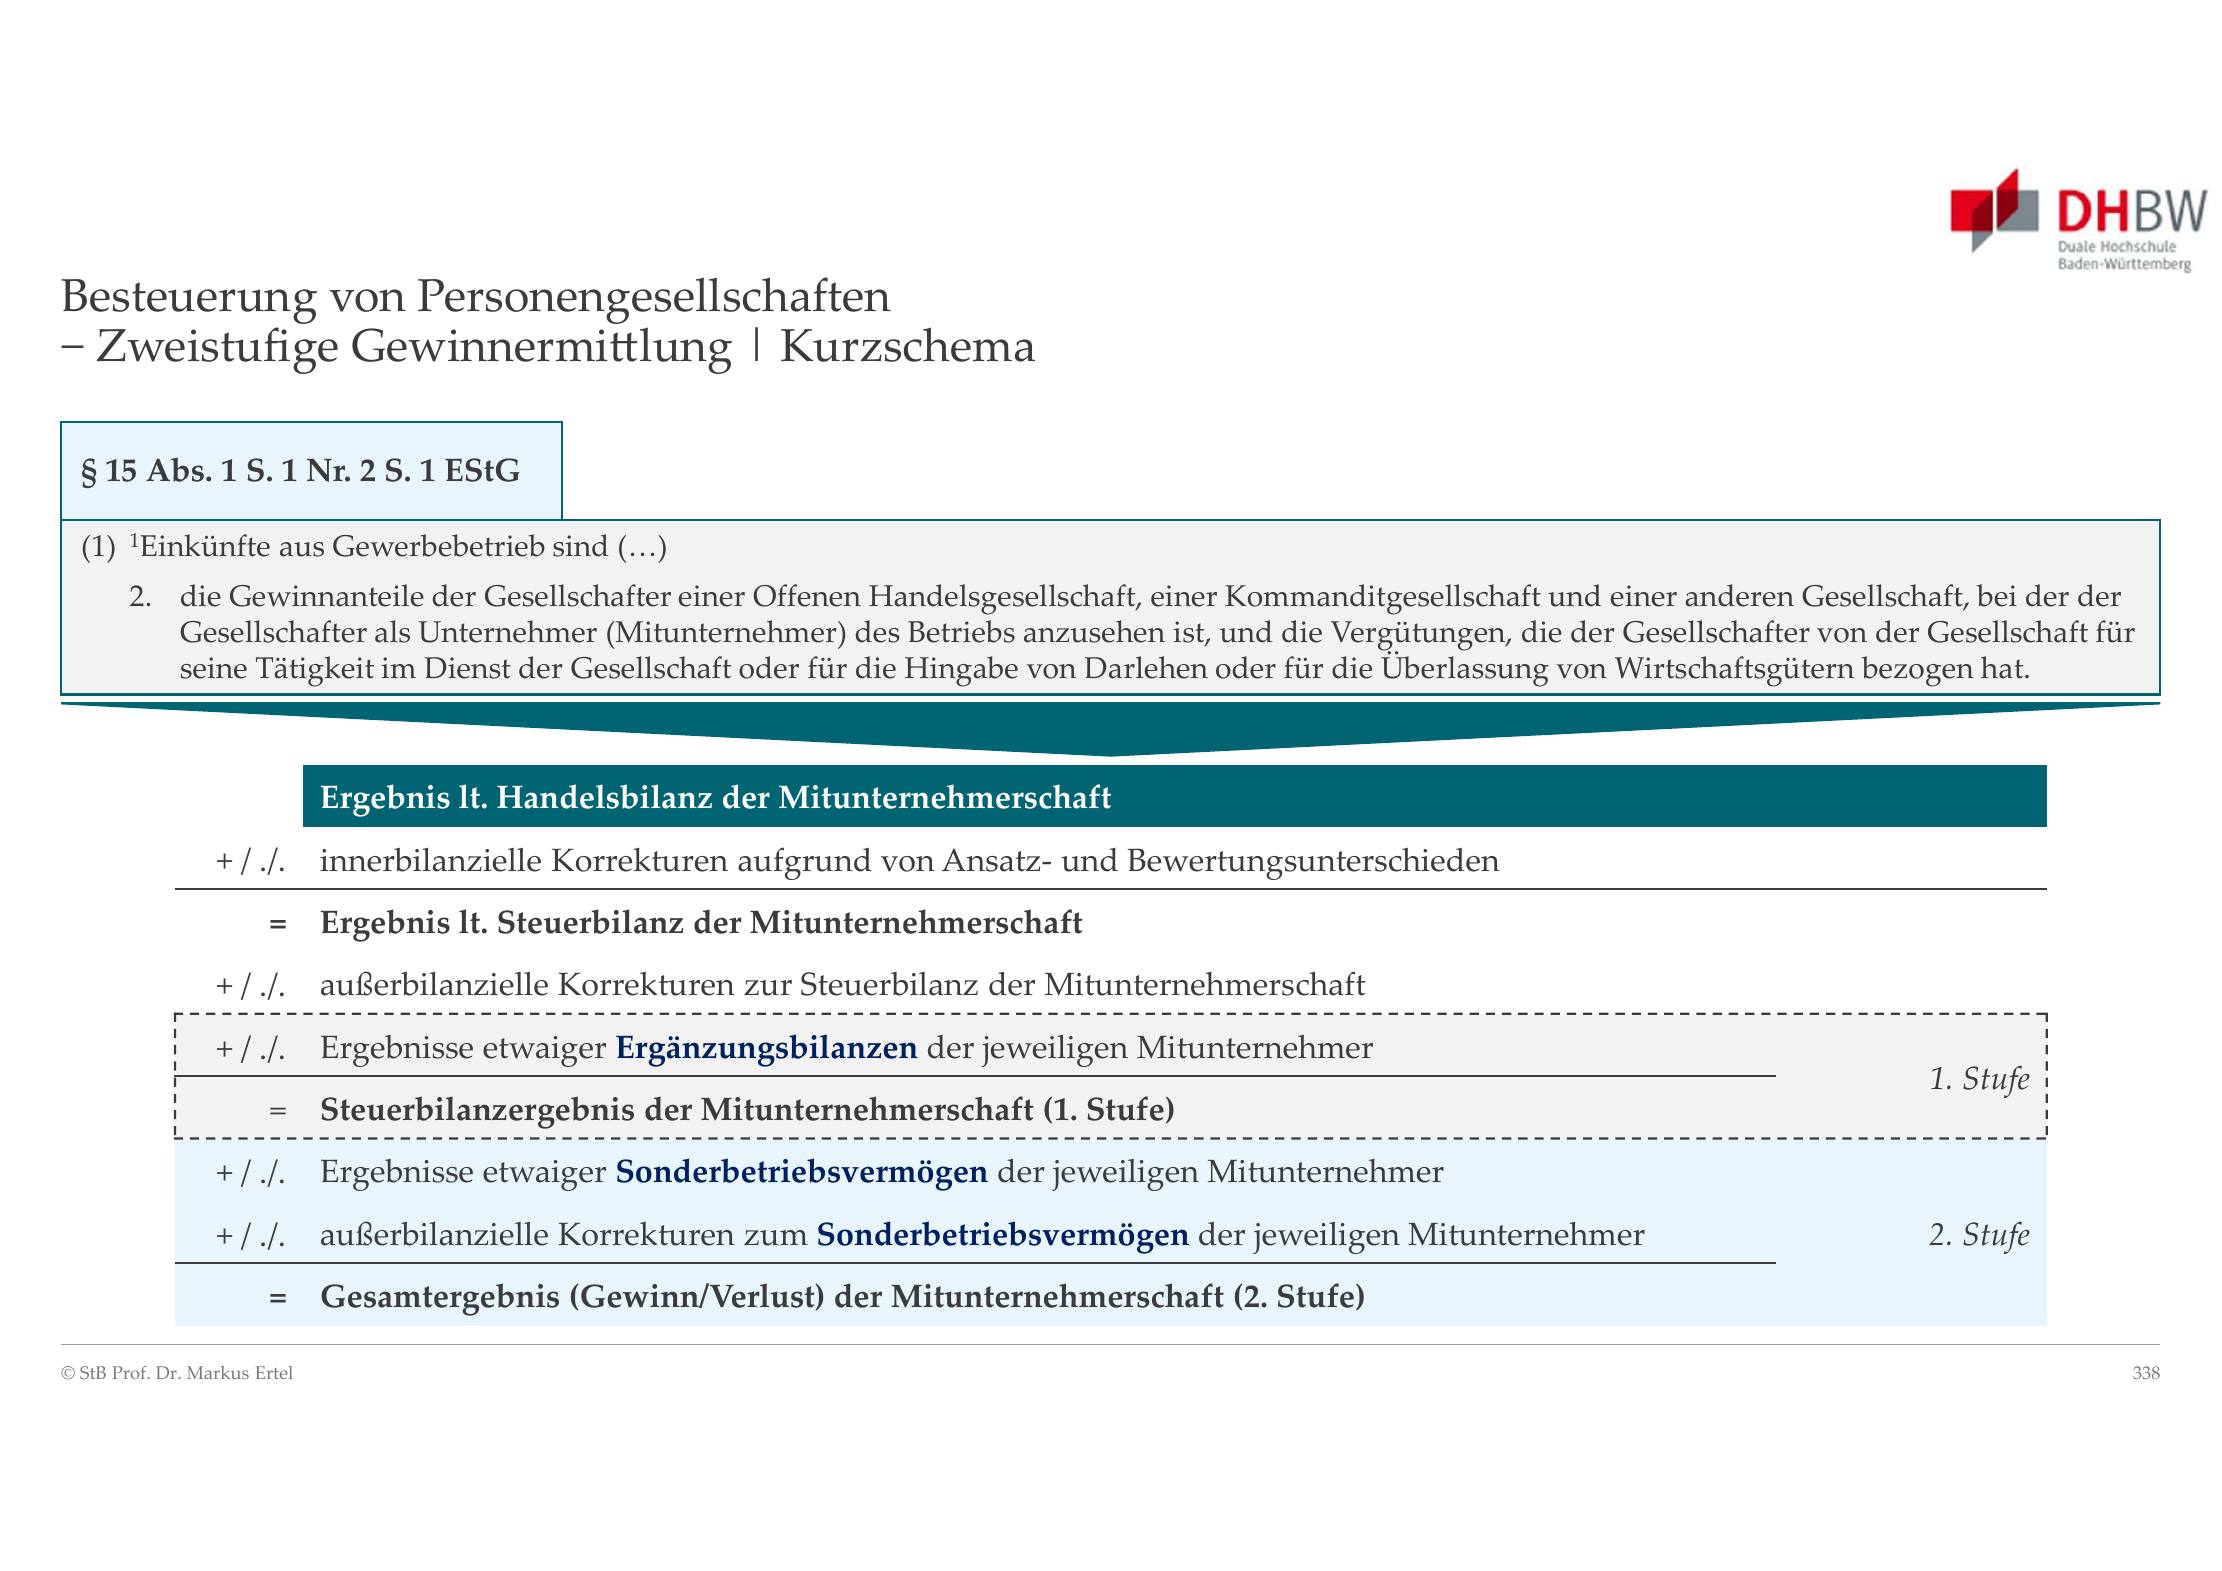 DHBW
Duale Hochschule
Baden-Württemberg
Besteuerung von Personengesellschaften
– Zweistufige Gewinnermittlung | Kurzschema
§ 15 Abs. 1 S. 1 Nr. 2 S. 1 EStG
(1) ¹Einkünfte aus Gewerbebetrieb sind (…)
2. die Gewinnanteile der Gesellschafter einer Offenen Handelsgesellschaft, einer Kommanditgesellschaft und einer anderen Gesellschaft, bei der der
Gesellschafter als Unternehmer (Mitunternehmer) des Betriebs anzusehen ist, und die Vergütungen, die der Gesellschafter von der Gesellschaft für
seine Tätigkeit im Dienst der Gesellschaft oder für die Hingabe von Darlehen oder für die Überlassung von Wirtschaftsgütern bezogen hat.
Ergebnis lt. Handelsbilanz der Mitunternehmerschaft
+ / ./. innerbilanzielle Korrekturen aufgrund von Ansatz- und Bewertungsunterschieden
= Ergebnis lt. Steuerbilanz der Mitunternehmerschaft
+ / ./. außerbilanzielle Korrekturen zur Steuerbilanz der Mitunternehmerschaft
+ / ./. Ergebnisse etwaiger Ergänzungsbilanzen der jeweiligen Mitunternehmer
1. Stufe
= Steuerbilanzergebnis der Mitunternehmerschaft (1. Stufe)
+ / ./. Ergebnisse etwaiger Sonderbetriebsvermögen der jeweiligen Mitunternehmer
+ / ./. außerbilanzielle Korrekturen zum Sonderbetriebsvermögen der jeweiligen Mitunternehmer 2. Stufe
= Gesamtergebnis (Gewinn/Verlust) der Mitunternehmerschaft (2. Stufe)
© StB Prof. Dr. Markus Ertel 338